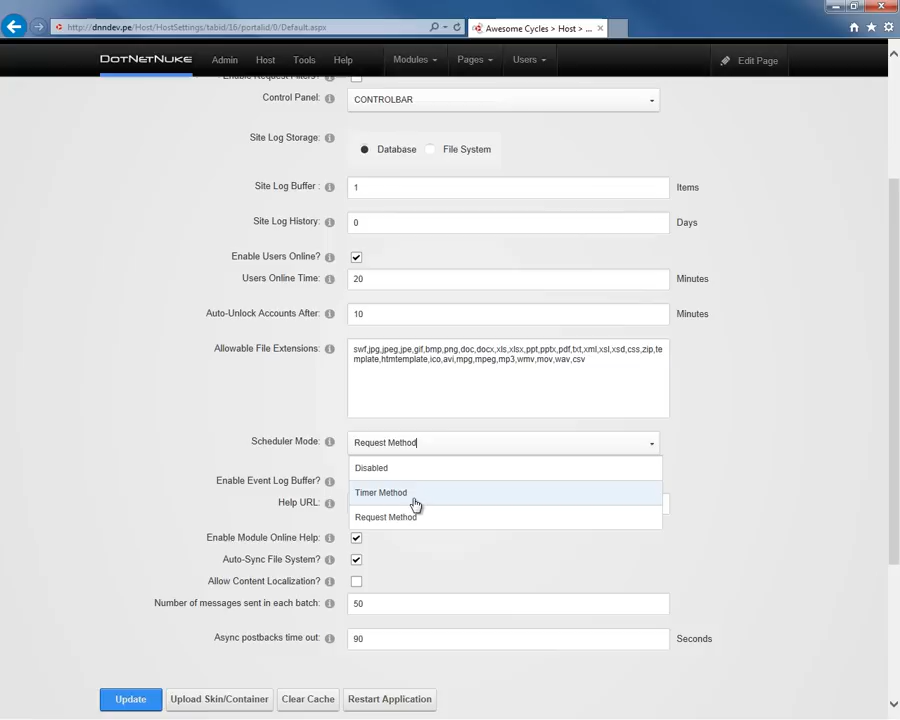 http://dnndev.pe/Host/HostSettings/tabid/16/portalid/0/Default.aspx
Awesome Cycles > Host > ...
DOTNETNUKE Admin Host Tools Help Modules Pages Users Edit Page
Enable Request Filters?
Control Panel: CONTROLBAR
Site Log Storage: Database File System
Site Log Buffer : 1 Items
Site Log History: 0 Days
Enable Users Online?
Users Online Time: 20 Minutes
Auto-Unlock Accounts After: 10 Minutes
Allowable File Extensions: swf,jpg,jpeg,jpe,gif,bmp,png,doc,docx,xls,xlsx,ppt,pptx,pdf,txt,xml,xsl,xsd,css,zip,te
mplate,htmtemplate,ico,avi,mpg,mpeg,mp3,wmv,mov,wav,csv
Scheduler Mode: Request Method
Disabled
Enable Event Log Buffer?
Timer Method
Help URL:
Request Method
Enable Module Online Help:
Auto-Sync File System?
Allow Content Localization?
Number of messages sent in each batch: 50
Async postbacks time out: 90 Seconds
Update Upload Skin/Container Clear Cache Restart Application